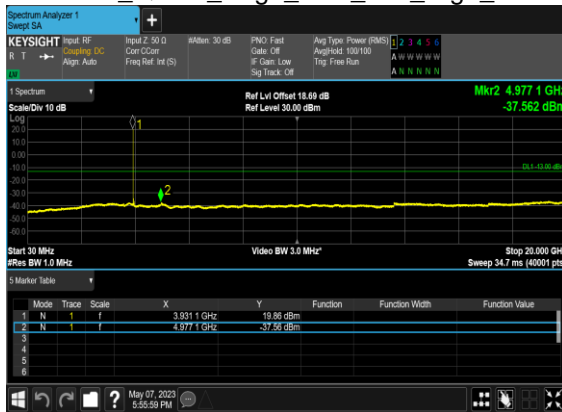 Spectrum Analyzer 1
Swept SA
+
KEYSIGHT Input: RF Input Z: 50 Ω #Atten: 30 dB PNO: Fast Avg Type: Power (RMS) 1 2 3 4 5 6
R T Coupling: DC Corr CCorr Gate: Off Avg|Hold: 100/100 A W W W W W
Align: Auto Freq Ref: Int (S) IF Gain: Low Trig: Free Run
LXI Sig Track: Off A N N N N N
1 Spectrum
Ref Lvl Offset 18.69 dB Mkr2 4.977 1 GHz
Scale/Div 10 dB Ref Level 30.00 dBm -37.562 dBm
Log
20.0
1
10.0
0.00
-10.0
DL1 -13.00 dBm
-20.0
2
-30.0
-40.0
-50.0
-60.0
Start 30 MHz Video BW 3.0 MHz* Stop 20.000 GHz
#Res BW 1.0 MHz Sweep 34.7 ms (40001 pts)
5 Marker Table
Mode Trace Scale X Y Function Function Width Function Value
1 N 1 f 3.931 1 GHz 19.86 dBm
2 N 1 f 4.977 1 GHz -37.56 dBm
3
4
5
6
? May 07, 2023
5:55:59 PM